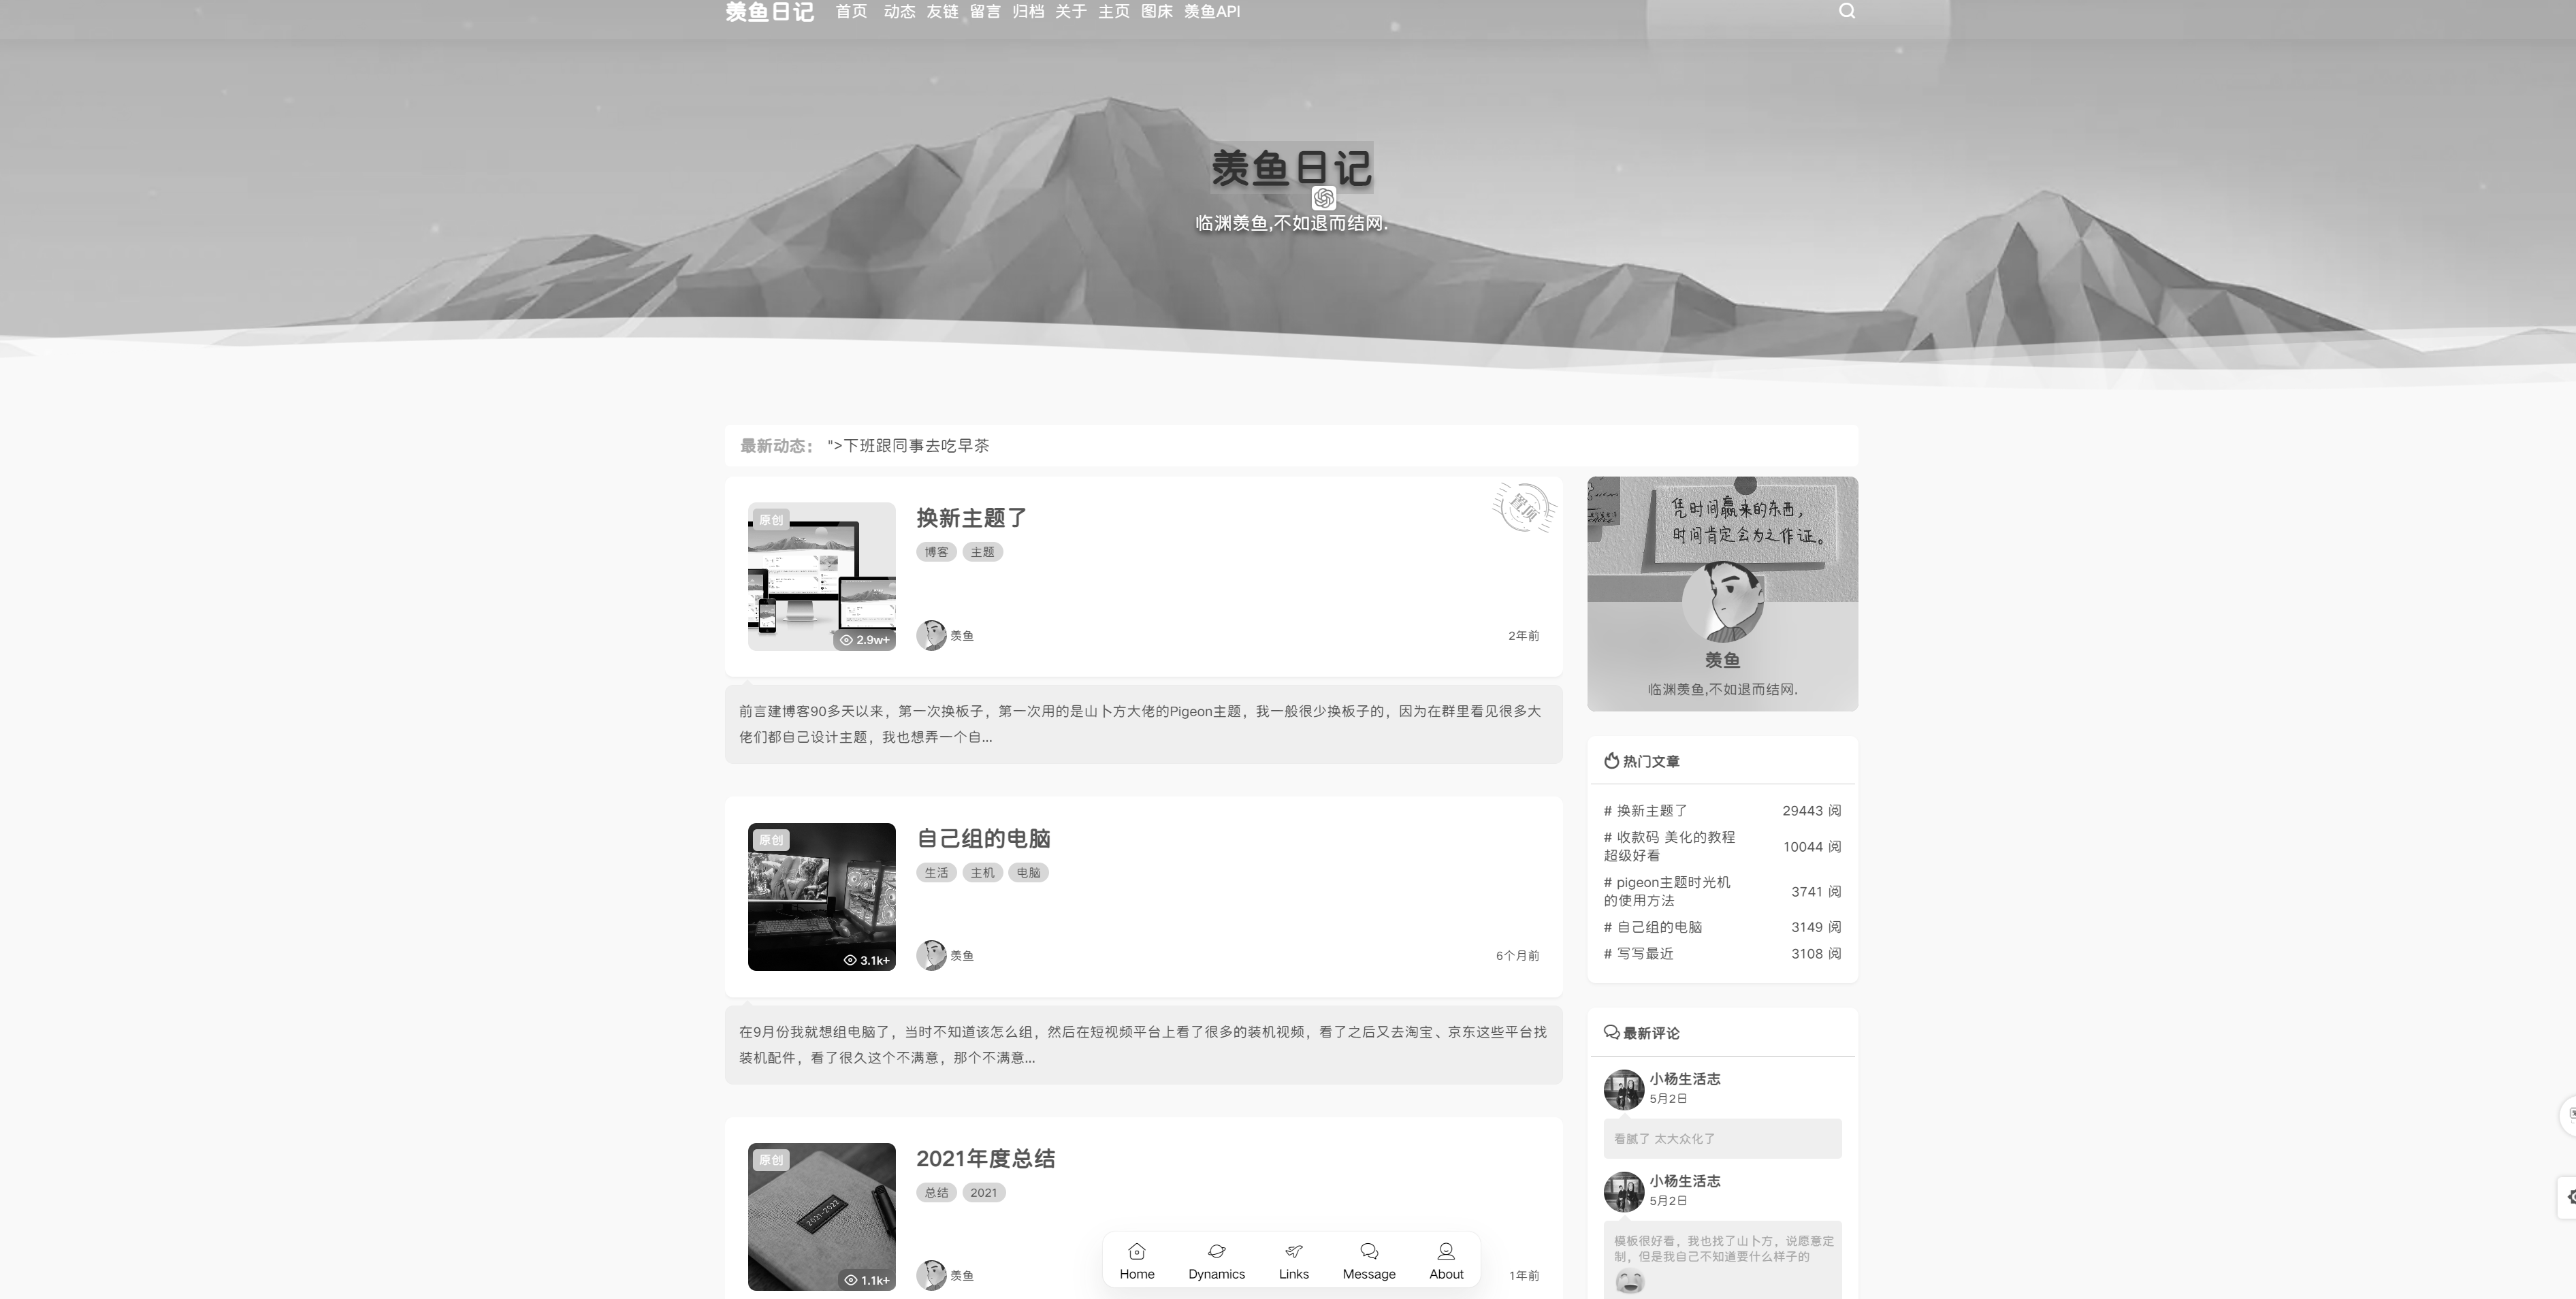 羡鱼日记 首页 动态 友链 留言 归档 关于 主页 图床 羡鱼API
羡鱼日记
临渊羡鱼,不如退而结网.
最新动态： ">下班跟同事去吃早茶
原创
换新主题了
置顶
博客 主题
2.9w+
羡鱼
2年前
前言建博客90多天以来，第一次换板子，第一次用的是山卜方大佬的Pigeon主题，我一般很少换板子的，因为在群里看见很多大
佬们都自己设计主题，我也想弄一个自...
原创
自己组的电脑
生活 主机 电脑
3.1k+
羡鱼
6个月前
在9月份我就想组电脑了，当时不知道该怎么组，然后在短视频平台上看了很多的装机视频，看了之后又去淘宝、京东这些平台找
装机配件，看了很久这个不满意，那个不满意...
原创
2021年度总结
总结 2021
2021-2022
1.1k+
羡鱼
1年前
凭时间赢来的东西，
时间肯定会为之作证。
羡鱼
临渊羡鱼,不如退而结网.
热门文章
# 换新主题了 29443 阅
# 收款码 美化的教程
超级好看 10044 阅
# pigeon主题时光机
的使用方法 3741 阅
# 自己组的电脑 3149 阅
# 写写最近 3108 阅
最新评论
小杨生活志
5月2日
看腻了 太大众化了
小杨生活志
5月2日
模板很好看，我也找了山卜方，说愿意定
制，但是我自己不知道要什么样子的
Home Dynamics Links Message About